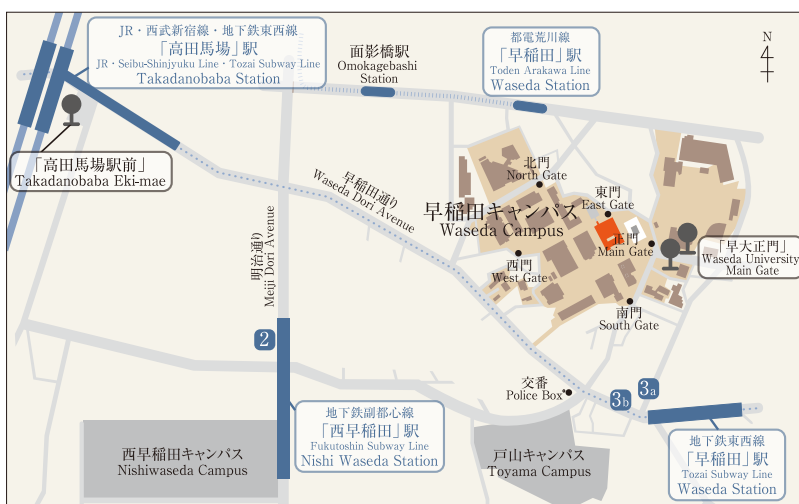 JR・西武新宿線・地下鉄東西線
「高田馬場」駅
JR・Seibu-Shinjyuku Line・Tozai Subway Line
Takadanobaba Station
面影橋駅
Omokagebashi
Station
都電荒川線
「早稲田」駅
Toden Arakawa Line
Waseda Station
N
4
「高田馬場駅前」
Takadanobaba Eki-mae
早稲田通り
Waseda Dori Avenue
明治通り
Meiji Dori Avenue
北門
North Gate
東門
East Gate
早稲田キャンパス
Waseda Campus
正門
Main Gate
西門
West Gate
南門
South Gate
「早大正門」
Waseda University
Main Gate
2
交番
Police Box
3b
3a
地下鉄副都心線
「西早稲田」駅
Fukutoshin Subway Line
Nishi Waseda Station
地下鉄東西線
「早稲田」駅
Tozai Subway Line
Waseda Station
西早稲田キャンパス
Nishiwaseda Campus
戸山キャンパス
Toyama Campus